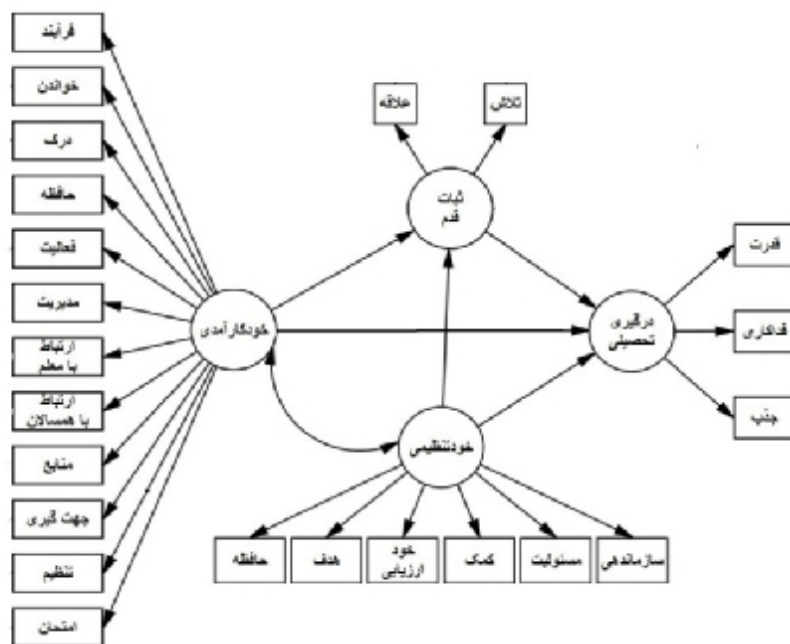 فرآیند
خواندن
درک
حافظه
فعالیت
مدیریت
ارتباط
با معلم
ارتباط
با همسالان
منابع
جهت گیری
تنظیم
امتحان
خودکارآمدی
علاقه
تلاش
ثبات
قدم
خودتنظیمی
درگیری
تحصیلی
قدرت
فداکاری
جذب
سازماندهی
مسئولیت
کمک
خود
ارزیابی
هدف
حافظه